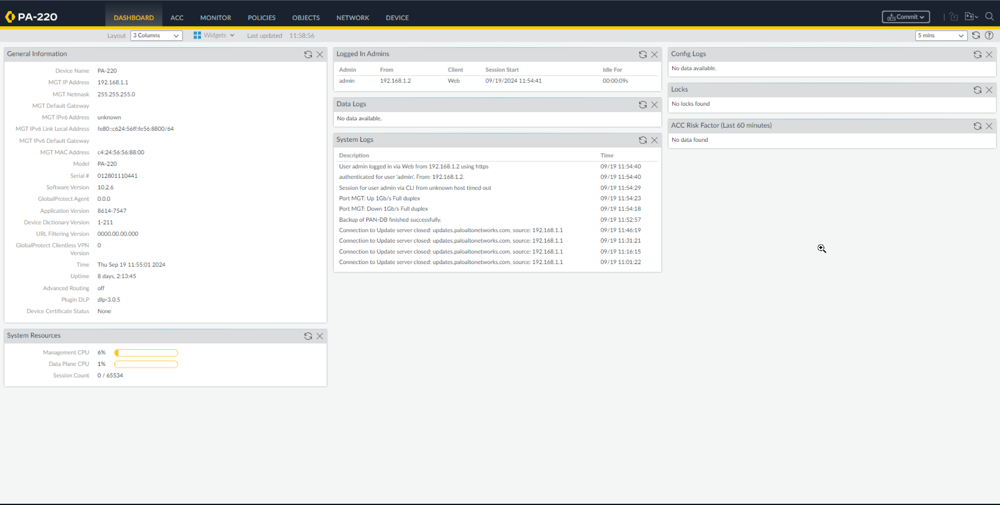 PA-220
DASHBOARD ACC MONITOR POLICIES OBJECTS NETWORK DEVICE
Commit
Layout 3 Columns Widgets Last updated 11:58:56
5 mins
General Information
Device Name PA-220
MGT IP Address 192.168.1.1
MGT Netmask 255.255.255.0
MGT Default Gateway
MGT IPv6 Address unknown
MGT IPv6 Link Local Address fe80::c624:56ff:fe56:8800/64
MGT IPv6 Default Gateway
MGT MAC Address c4:24:56:56:88:00
Model PA-220
Serial # 012801110441
Software Version 10.2.6
GlobalProtect Agent 0.0.0
Application Version 8614-7547
Device Dictionary Version 1-211
URL Filtering Version 0000.00.00.000
GlobalProtect Clientless VPN 0
Version
Time Thu Sep 19 11:55:01 2024
Uptime 8 days, 2:13:45
Advanced Routing off
Plugin DLP dlp-3.0.5
Device Certificate Status None
System Resources
Management CPU 6%
Data Plane CPU 1%
Session Count 0 / 65534
Logged In Admins
Admin From Client Session Start Idle For
admin 192.168.1.2 Web 09/19/2024 11:54:41 00:00:09s
Data Logs
No data available.
System Logs
Description Time
User admin logged in via Web from 192.168.1.2 using https 09/19 11:54:40
authenticated for user 'admin'. From: 192.168.1.2. 09/19 11:54:40
Session for user admin via CLI from unknown host timed out 09/19 11:54:29
Port MGT: Up 1Gb/s Full duplex 09/19 11:54:23
Port MGT: Down 1Gb/s Full duplex 09/19 11:54:18
Backup of PAN-DB finished successfully. 09/19 11:52:57
Connection to Update server closed: updates.paloaltonetworks.com, source: 192.168.1.1 09/19 11:46:19
Connection to Update server closed: updates.paloaltonetworks.com, source: 192.168.1.1 09/19 11:31:21
Connection to Update server closed: updates.paloaltonetworks.com, source: 192.168.1.1 09/19 11:16:15
Connection to Update server closed: updates.paloaltonetworks.com, source: 192.168.1.1 09/19 11:01:22
Config Logs
No data available.
Locks
No locks found
ACC Risk Factor (Last 60 minutes)
No data found